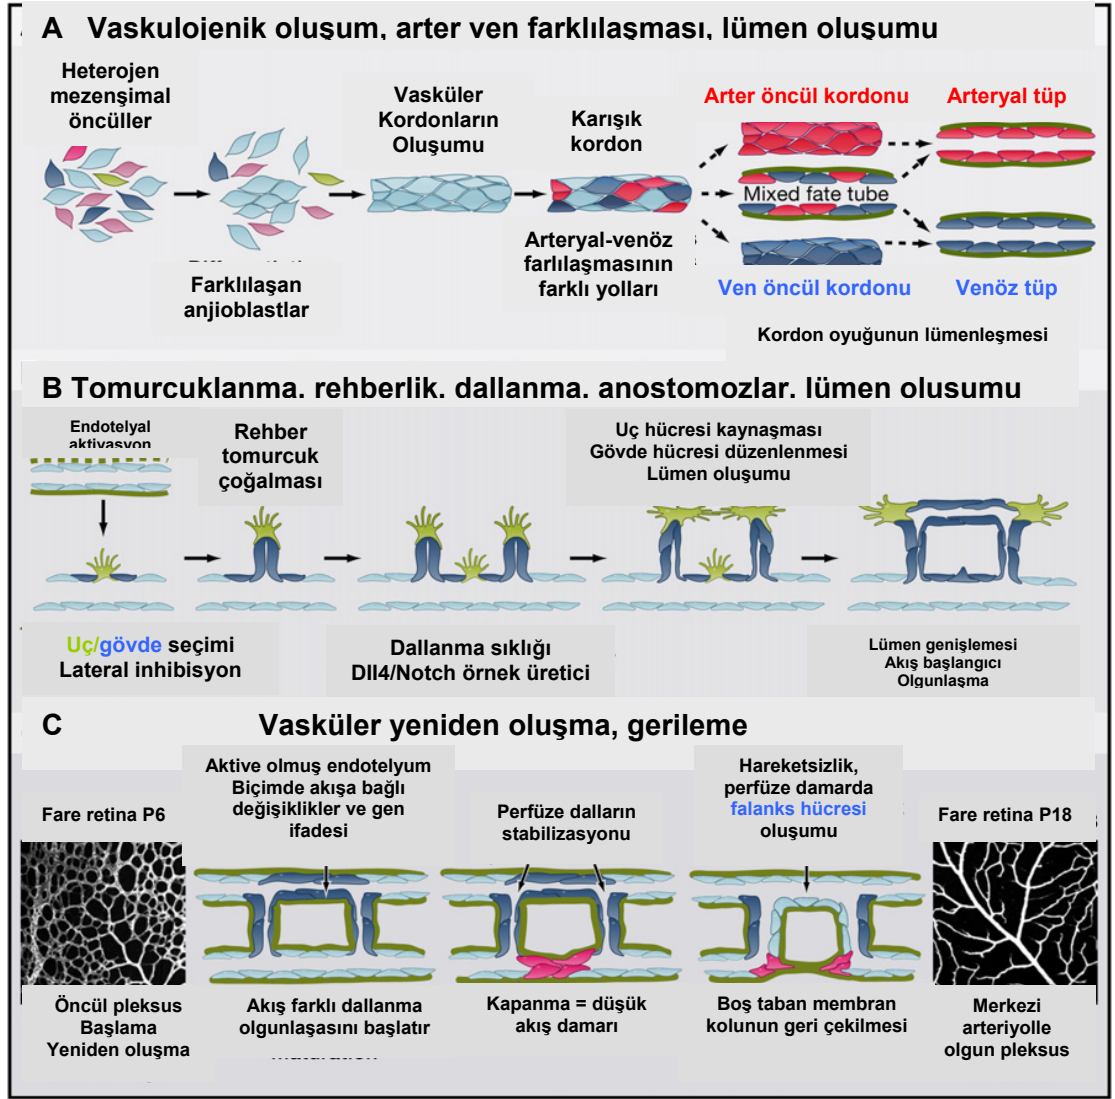 A Vaskulojenik oluşum, arter ven farklılaşması, lümen oluşumu
Heterojen
mezenşimal
öncüller
Farklılaşan
anjioblastlar
Vasküler
Kordonların
Oluşumu
Karışık
kordon
Arteryal-venöz
farlılaşmasının
farklı yolları
Arter öncül kordonu
Arteryal tüp
Mixed fate tube
Ven öncül kordonu
Venöz tüp
Kordon oyuğunun lümenleşmesi
B Tomurcuklanma. rehberlik. dallanma. anostomozlar. lümen olusumu
Endotelyal
aktivasyon
Rehber
tomurcuk
çoğalması
Uç hücresi kaynaşması
Gövde hücresi düzenlenmesi
Lümen oluşumu
Uç/gövde seçimi
Lateral inhibisyon
Dallanma sıklığı
Dll4/Notch örnek üretici
Lümen genişlemesi
Akış başlangıcı
Olgunlaşma
C Vasküler yeniden oluşma, gerileme
Fare retina P6
Aktive olmuş endotelyum
Biçimde akışa bağlı
değişiklikler ve gen
ifadesi
Perfüze dalların
stabilizasyonu
Hareketsizlik,
perfüze damarda
falanks hücresi
oluşumu
Fare retina P18
Öncül pleksus
Başlama
Yeniden oluşma
Akış farklı dallanma
olgunlaşasını başlatır
Kapanma = düşük
akış damarı
Boş taban membran
kolunun geri çekilmesi
Merkezi
arteriyolle
olgun pleksus